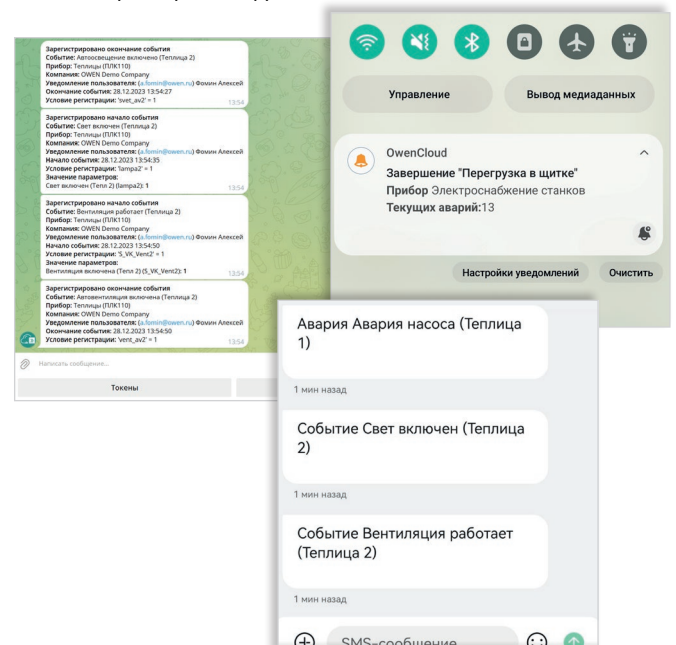 Зарегистрировано окончание события
Событие: Автоосвещение включено (Теплица 2)
Прибор: Теплицы (ПЛК110)
Компания: OWEN Demo Company
Уведомление пользователя: (a.fomin@owen.ru) Фомин Алексей
Окончание события: 28.12.2023 13:54:27
Условие регистрации: 'svet_av2' = 1
13:54
Зарегистрировано начало события
Событие: Свет включен (Теплица 2)
Прибор: Теплицы (ПЛК110)
Компания: OWEN Demo Company
Уведомление пользователя: (a.fomin@owen.ru) Фомин Алексей
Начало события: 28.12.2023 13:54:35
Условие регистрации: 'lampa2' = 1
Значение параметров:
Свет включен (Тепл 2) (lampa2): 1
13:54
Зарегистрировано начало события
Событие: Вентиляция работает (Теплица 2)
Прибор: Теплицы (ПЛК110)
Компания: OWEN Demo Company
Уведомление пользователя: (a.fomin@owen.ru) Фомин Алексей
Начало события: 28.12.2023 13:54:50
Условие регистрации: 'S_VK_Vent2' = 1
Значение параметров:
Вентиляция включена (Тепл 2) (S_VK_Vent2): 1
13:54
Зарегистрировано окончание события
Событие: Автовентиляция включена (Теплица 2)
Прибор: Теплицы (ПЛК110)
Компания: OWEN Demo Company
Уведомление пользователя: (a.fomin@owen.ru) Фомин Алексей
Окончание события: 28.12.2023 13:54:50
Условие регистрации: 'vent_av2' = 1
13:54
Написать сообщение...
Токены
Управление
Вывод медиаданных
OwenCloud
Завершение "Перегрузка в щитке"
Прибор Электроснабжение станков
Текущих аварий:13
Настройки уведомлений
Очистить
Авария Авария насоса (Теплица
1)
1 мин назад
Событие Свет включен (Теплица
2)
1 мин назад
Событие Вентиляция работает
(Теплица 2)
1 мин назад
SMS-сообщение